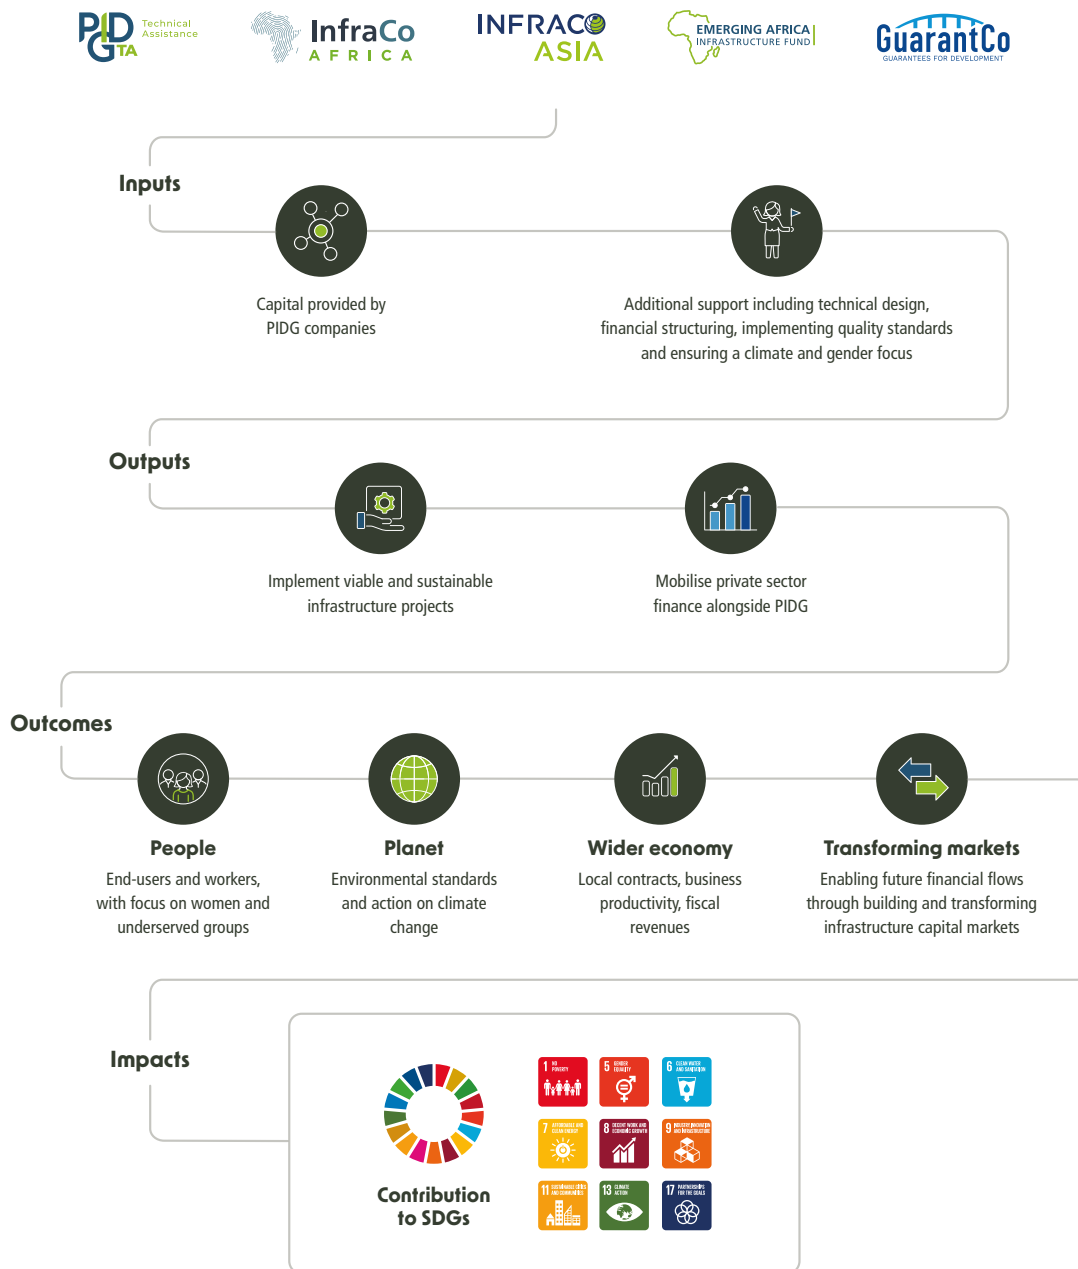 PIDG TA Technical
Assistance
InfraCo
AFRICA
INFRACO
ASIA
EMERGING AFRICA
INFRASTRUCTURE FUND
GuarantCo
GUARANTEES FOR DEVELOPMENT
Inputs
Capital provided by
PIDG companies
Additional support including technical design,
financial structuring, implementing quality standards
and ensuring a climate and gender focus
Outputs
Implement viable and sustainable
infrastructure projects
Mobilise private sector
finance alongside PIDG
Outcomes
People
End-users and workers,
with focus on women and
underserved groups
Planet
Environmental standards
and action on climate
change
Wider economy
Local contracts, business
productivity, fiscal
revenues
Transforming markets
Enabling future financial flows
through building and transforming
infrastructure capital markets
Impacts
Contribution
to SDGs
1 NO
POVERTY
5 GENDER
EQUALITY
6 CLEAN WATER
AND SANITATION
7 AFFORDABLE AND
CLEAN ENERGY
8 DECENT WORK AND
ECONOMIC GROWTH
9 INDUSTRY, INNOVATION
AND INFRASTRUCTURE
11 SUSTAINABLE CITIES
AND COMMUNITIES
13 CLIMATE
ACTION
17 PARTNERSHIPS
FOR THE GOALS